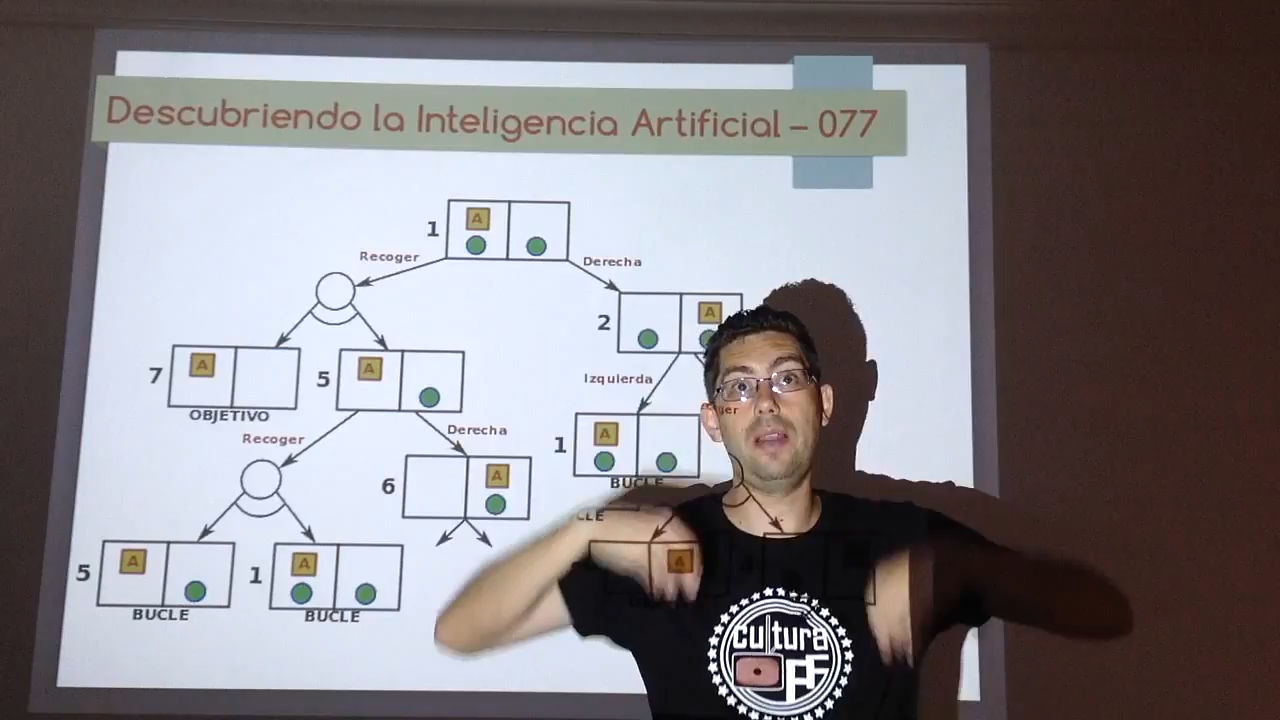 Descubriendo la Inteligencia Artificial – 077
1
A
Recoger
Derecha
2
A
7
A
5
A
Izquierda
OBJETIVO
Recoger
Derecha
1
A
6
A
BUCLE
5
A
1
A
A
BUCLE
BUCLE
cultura